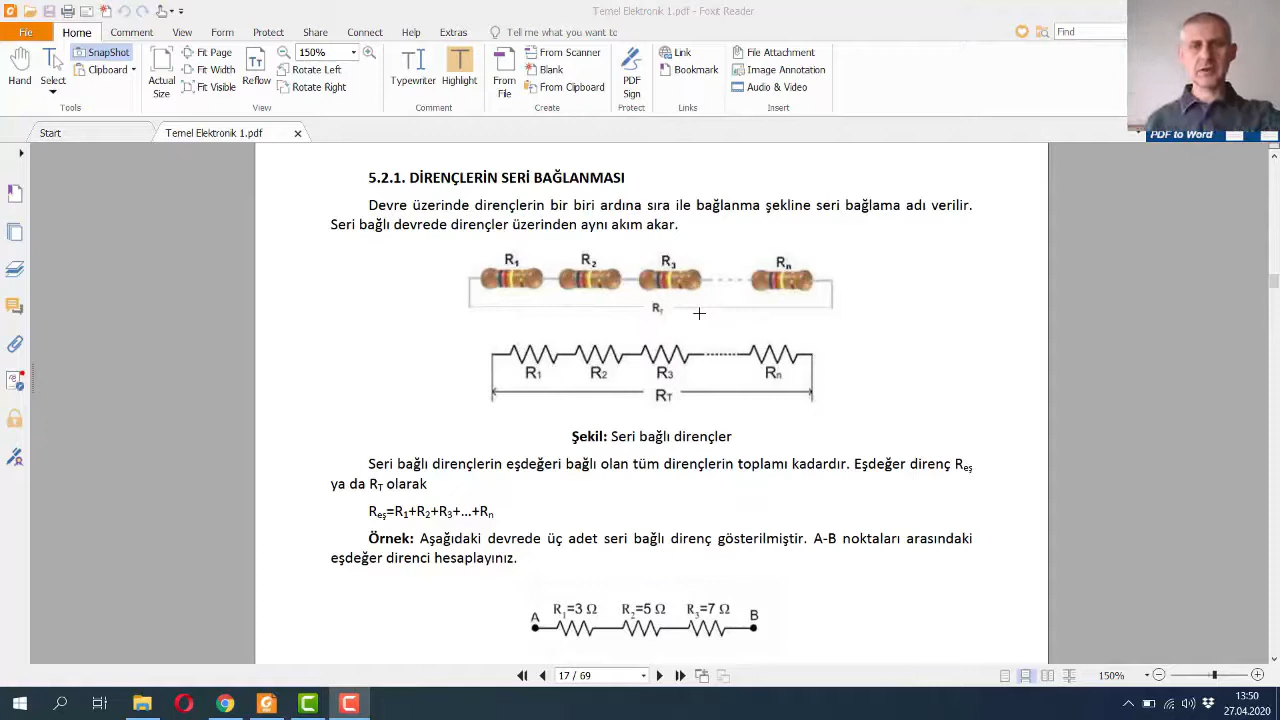 Temel Elektronik 1.pdf - Foxit Reader
File Home Comment View Form Protect Share Connect Help Extras Tell me what you want to do Find
Hand Select SnapShot Clipboard Actual Size Fit Page Fit Width Fit Visible Reflow 150% Rotate Left Rotate Right Typewriter Highlight From File From Scanner Blank From Clipboard PDF Sign Link Bookmark File Attachment Image Annotation Audio & Video
Tools View Comment Create Protect Links Insert
PDF to Word
Start Temel Elektronik 1.pdf
5.2.1. DİRENÇLERİN SERİ BAĞLANMASI
Devre üzerinde dirençlerin bir biri ardına sıra ile bağlanma şekline seri bağlama adı verilir.
Seri bağlı devrede dirençler üzerinden aynı akım akar.
R1 R2 R3 Rn
RT
R1 R2 R3 Rn
RT
Şekil: Seri bağlı dirençler
Seri bağlı dirençlerin eşdeğeri bağlı olan tüm dirençlerin toplamı kadardır. Eşdeğer direnç Reş
ya da RT olarak
Reş=R1+R2+R3+...+Rn
Örnek: Aşağıdaki devrede üç adet seri bağlı direnç gösterilmiştir. A-B noktaları arasındaki
eşdeğer direnci hesaplayınız.
A R1=3 Ω R2=5 Ω R3=7 Ω B
17 / 69 150%
13:50
27.04.2020